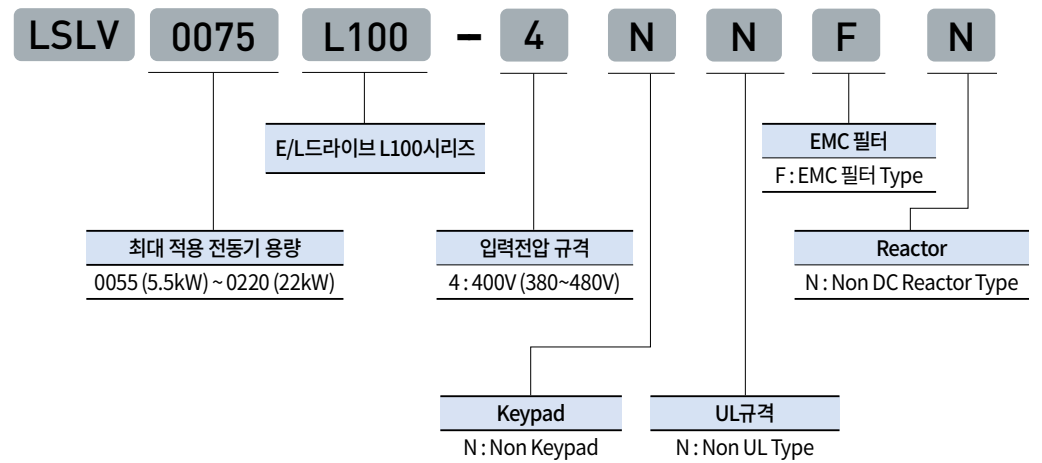 LSLV 0075 L100 - 4 N N F N
E/L드라이브 L100시리즈
EMC 필터
F : EMC 필터 Type
최대 적용 전동기 용량
0055 (5.5kW) ~ 0220 (22kW)
입력전압 규격
4 : 400V (380~480V)
Reactor
N : Non DC Reactor Type
Keypad
N : Non Keypad
UL규격
N : Non UL Type